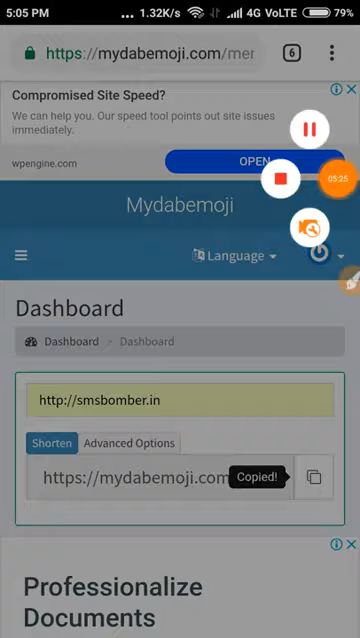 5:05 PM ... 1.32K/s 4G VoLTE 79%
https://mydabemoji.com/mer 6
Compromised Site Speed?
We can help you. Our speed tool points out site issues
immediately.
wpengine.com OPEN
05:25
Mydabemoji
Language
Dashboard
Dashboard > Dashboard
http://smsbomber.in
Shorten Advanced Options
https://mydabemoji.com Copied!
Professionalize
Documents